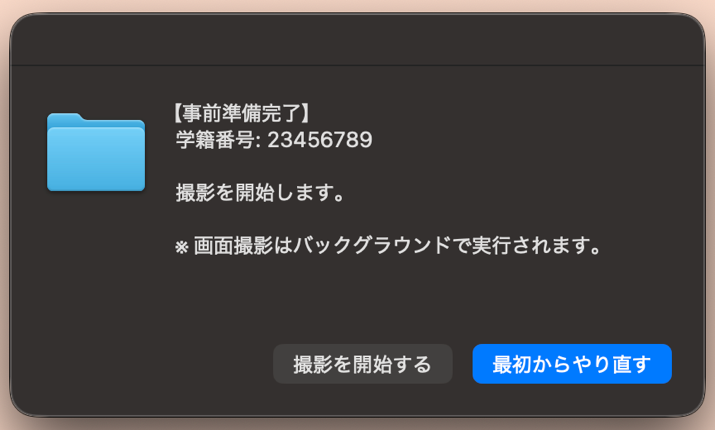 【事前準備完了】
学籍番号: 23456789
撮影を開始します。
※ 画面撮影はバックグラウンドで実行されます。
撮影を開始する
最初からやり直す